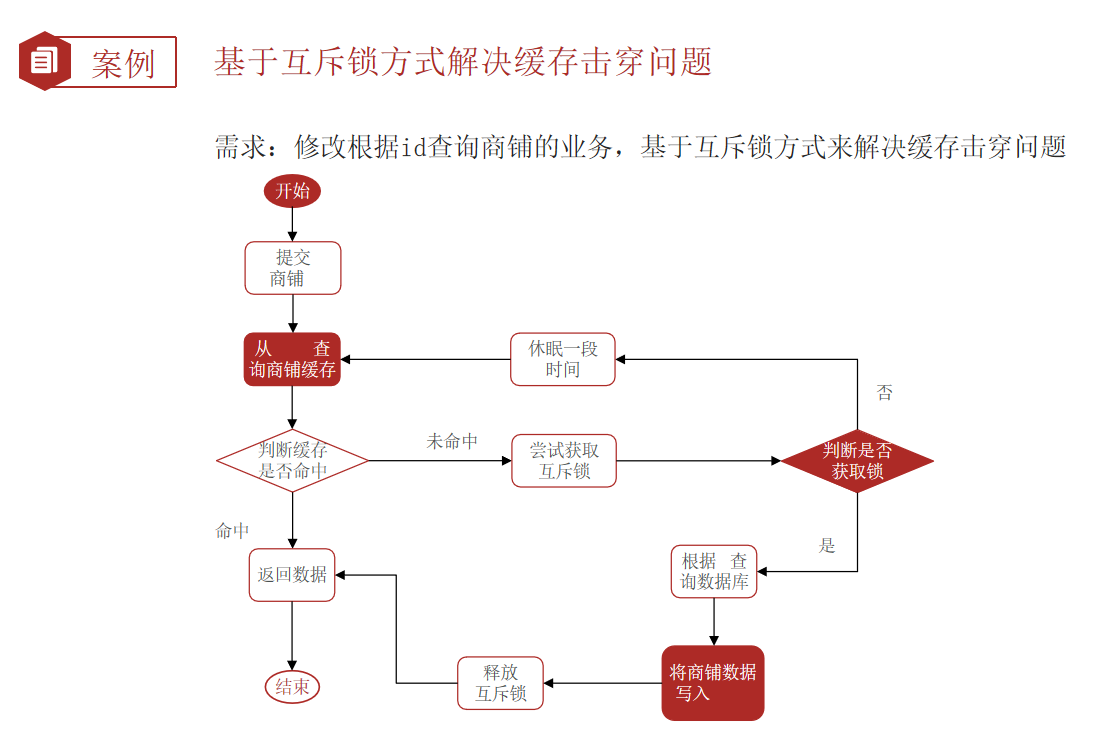 案例
基于互斥锁方式解决缓存击穿问题
需求：修改根据id查询商铺的业务，基于互斥锁方式来解决缓存击穿问题
开始
提交
商铺
从 查
询商铺缓存
休眠一段
时间
否
判断缓存
是否命中
未命中
尝试获取
互斥锁
判断是否
获取锁
命中
是
返回数据
根据 查
询数据库
将商铺数据
写入
释放
互斥锁
结束